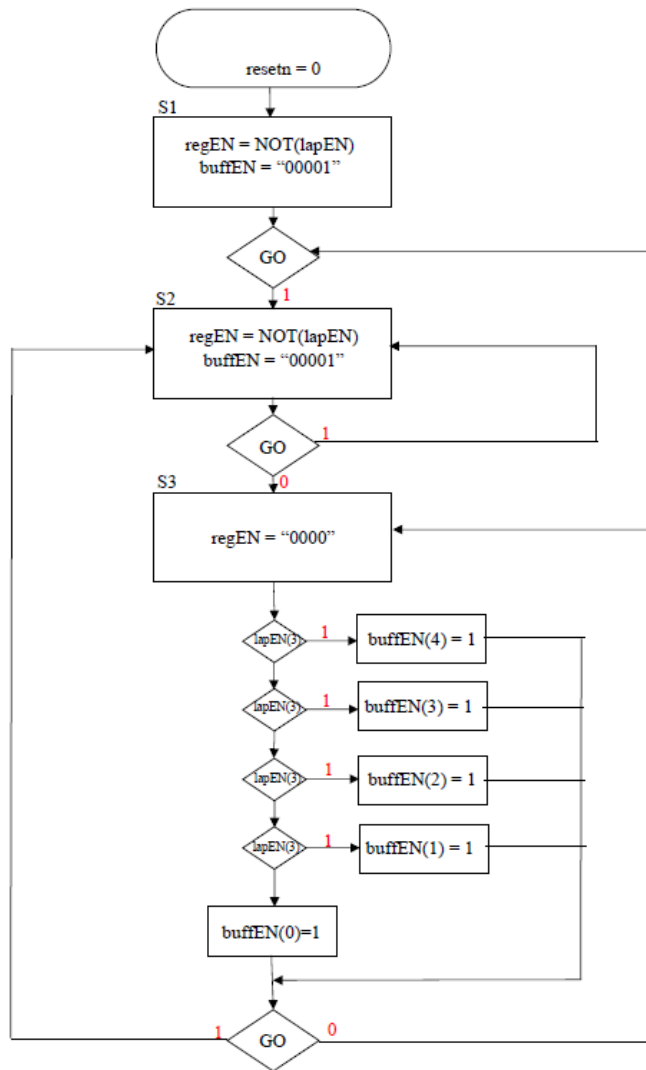 resetn = 0
S1
regEN = NOT(lapEN)
buffEN = “00001”
GO
1
S2
regEN = NOT(lapEN)
buffEN = “00001”
GO
1
0
S3
regEN = “0000”
lapEN(3)
1
buffEN(4) = 1
lapEN(3)
1
buffEN(3) = 1
lapEN(3)
1
buffEN(2) = 1
lapEN(3)
1
buffEN(1) = 1
buffEN(0)=1
1
GO
0